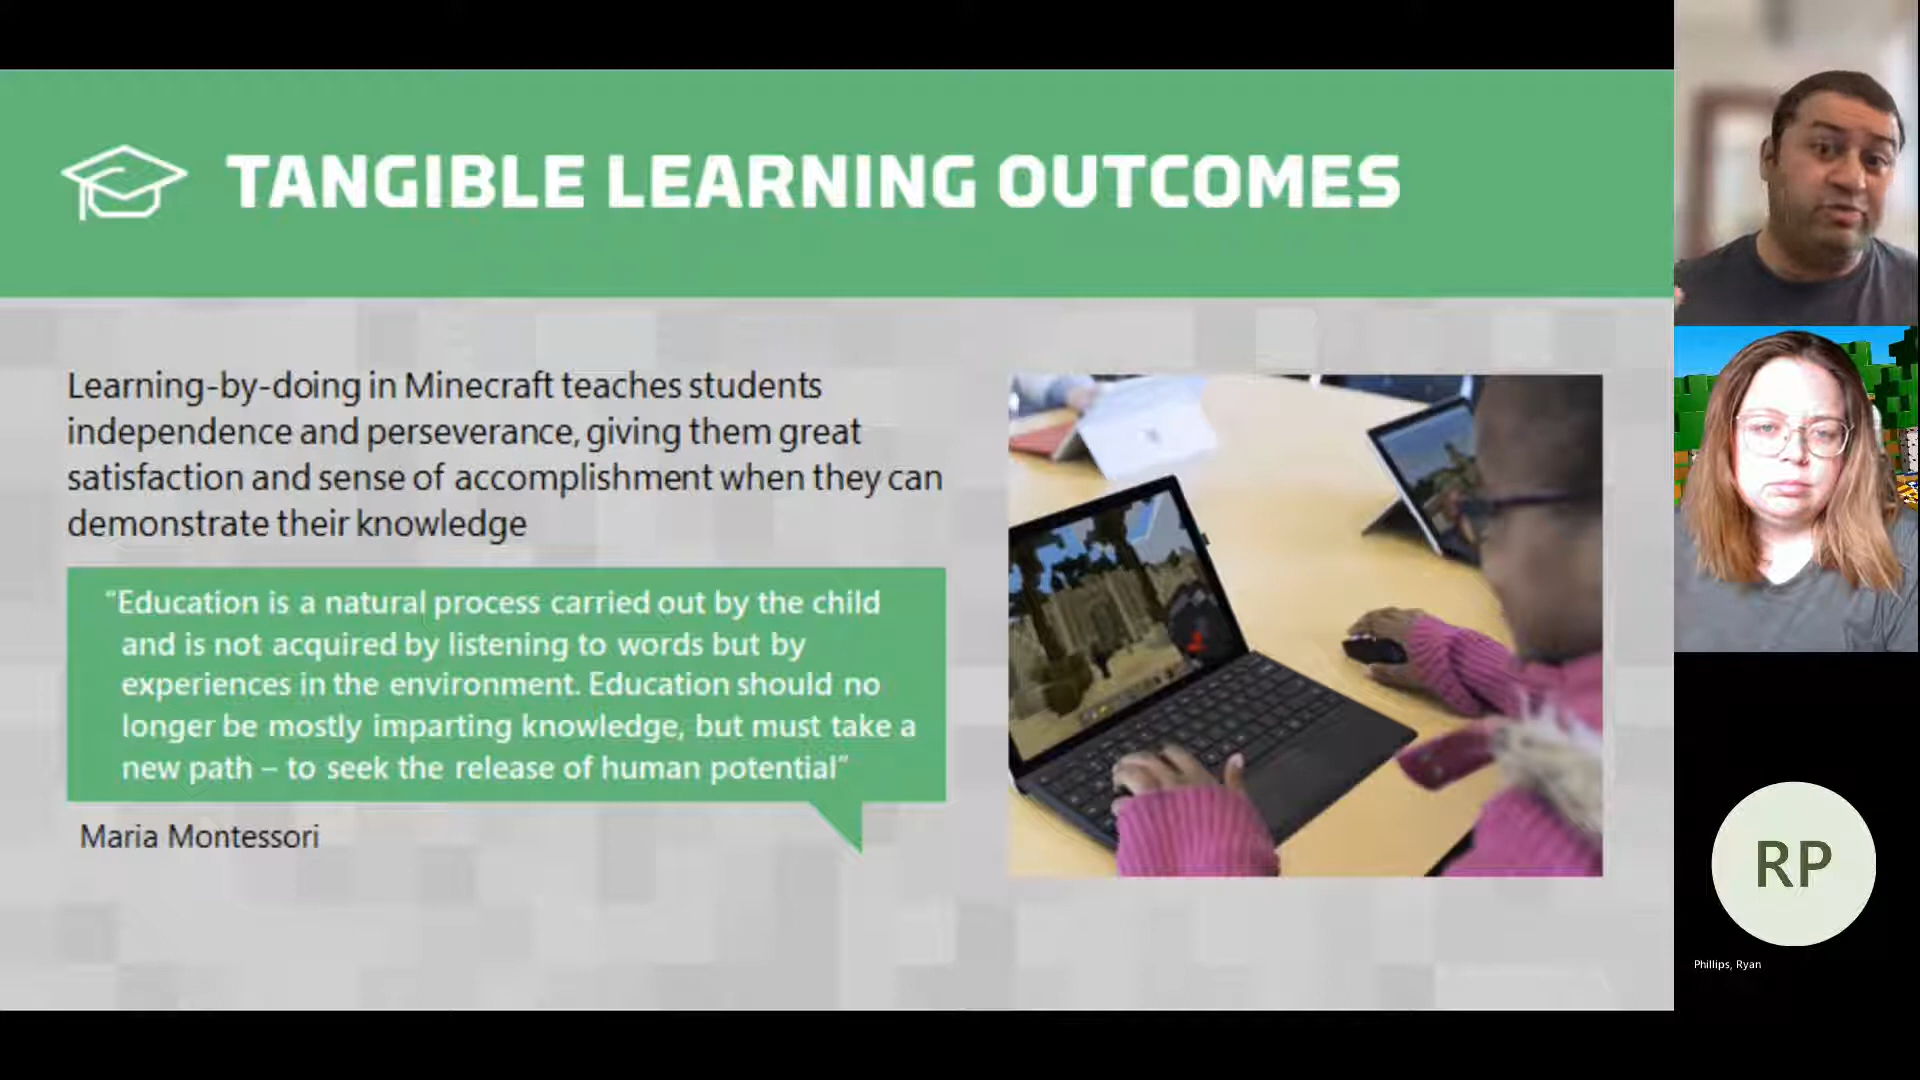 TANGIBLE LEARNING OUTCOMES
Learning-by-doing in Minecraft teaches students
independence and perseverance, giving them great
satisfaction and sense of accomplishment when they can
demonstrate their knowledge
“Education is a natural process carried out by the child
and is not acquired by listening to words but by
experiences in the environment. Education should no
longer be mostly imparting knowledge, but must take a
new path – to seek the release of human potential”
Maria Montessori
RP
Phillips, Ryan